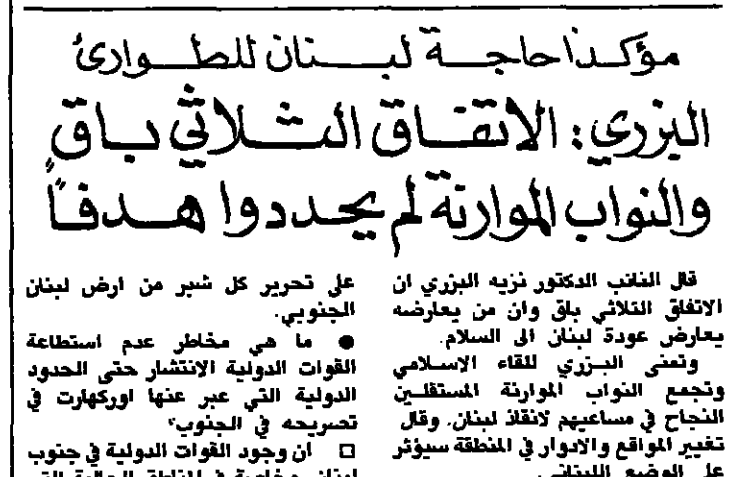 مؤكداً حاجة لبنان للطوارئ
البزري: الاتفاق الثلاثي باق
والنواب الموارنة لم يحددوا هدفاً
قال النائب الدكتور نزيه البزري ان
الاتفاق الثلاثي باق وان من يعارضه
يعارض عودة لبنان الى السلام.
وتمنى البزري للقاء الاسلامي
وتجمع النواب الموارنة المستقلين
النجاح في مساعيهم لانقاذ لبنان. وقال
تغيير المواقع والادوار في المنطقة سيؤثر
على الوضع اللبناني
على تحرير كل شبر من ارض لبنان
الجنوبي.
● ما هي مخاطر عدم استطاعة
القوات الدولية الانتشار حتى الحدود
الدولية التي عبر عنها اوركهارت في
تصريحه في الجنوب؟
□ ان وجود القوات الدولية في جنوب